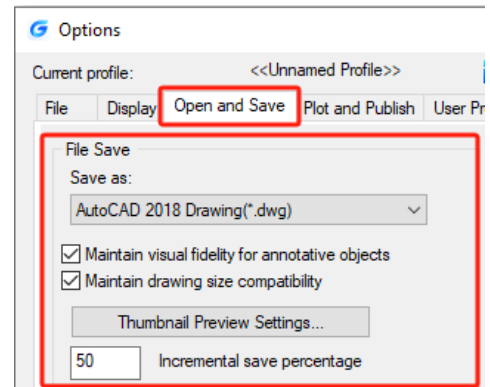 Options
Current profile: <<Unnamed Profile>>
File Display Open and Save Plot and Publish User Pr
File Save
Save as:
AutoCAD 2018 Drawing(*.dwg)
Maintain visual fidelity for annotative objects
Maintain drawing size compatibility
Thumbnail Preview Settings...
50 Incremental save percentage